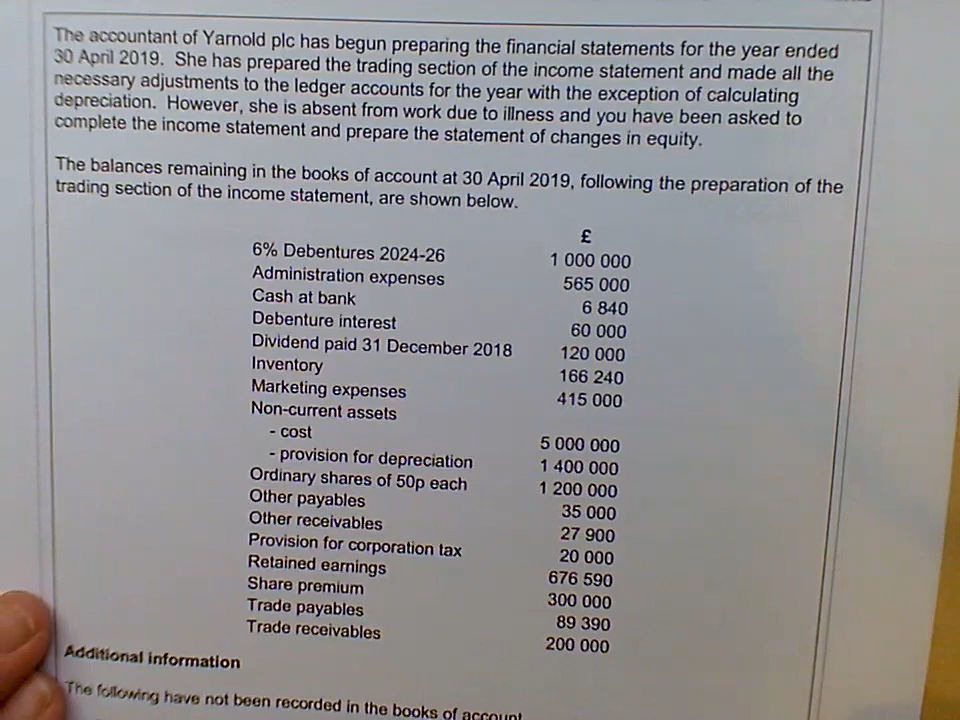 The accountant of Yarnold plc has begun preparing the financial statements for the year ended
30 April 2019. She has prepared the trading section of the income statement and made all the
necessary adjustments to the ledger accounts for the year with the exception of calculating
depreciation. However, she is absent from work due to illness and you have been asked to
complete the income statement and prepare the statement of changes in equity.
The balances remaining in the books of account at 30 April 2019, following the preparation of the
trading section of the income statement, are shown below.
£
6% Debentures 2024-26 1 000 000
Administration expenses 565 000
Cash at bank 6 840
Debenture interest 60 000
Dividend paid 31 December 2018 120 000
Inventory 166 240
Marketing expenses 415 000
Non-current assets
- cost 5 000 000
- provision for depreciation 1 400 000
Ordinary shares of 50p each 1 200 000
Other payables 35 000
Other receivables 27 900
Provision for corporation tax 20 000
Retained earnings 676 590
Share premium 300 000
Trade payables 89 390
Trade receivables 200 000
Additional information
The following have not been recorded in the books of account